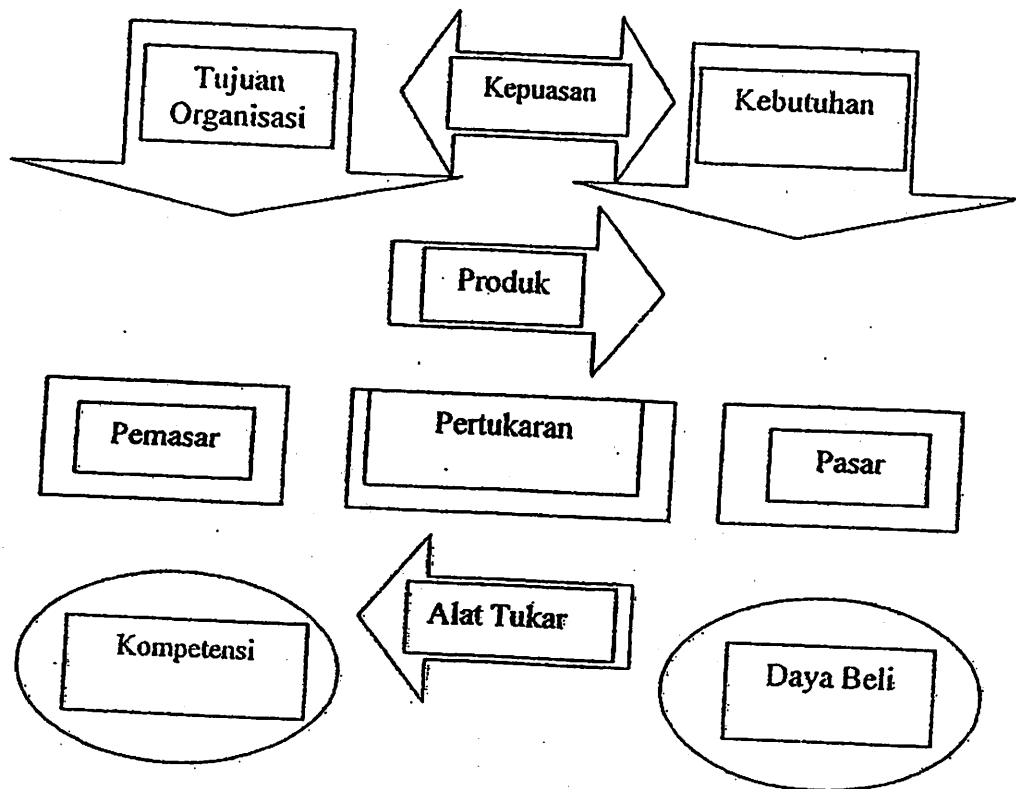 Tujuan
Organisasi
Kepuasan
Kebutuhan
Produk
Pemasar
Pertukaran
Pasar
Kompetensi
Alat Tukar
Daya Beli